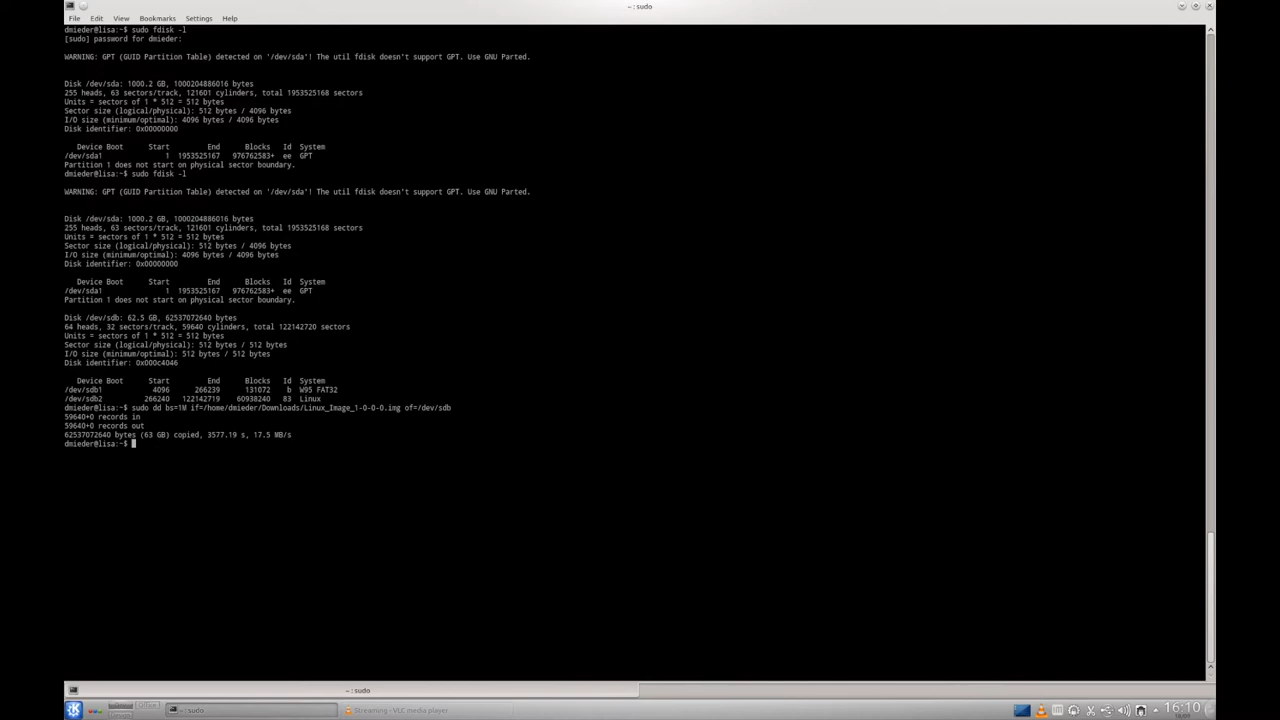 ~ : sudo
File Edit View Bookmarks Settings Help
dmieder@lisa:~$ sudo fdisk -l
[sudo] password for dmieder:
WARNING: GPT (GUID Partition Table) detected on '/dev/sda'! The util fdisk doesn't support GPT. Use GNU Parted.
Disk /dev/sda: 1000.2 GB, 1000204886016 bytes
255 heads, 63 sectors/track, 121601 cylinders, total 1953525168 sectors
Units = sectors of 1 * 512 = 512 bytes
Sector size (logical/physical): 512 bytes / 4096 bytes
I/O size (minimum/optimal): 4096 bytes / 4096 bytes
Disk identifier: 0x00000000
Device Boot Start End Blocks Id System
/dev/sda1 1 1953525167 976762583+ ee GPT
Partition 1 does not start on physical sector boundary.
dmieder@lisa:~$ sudo fdisk -l
WARNING: GPT (GUID Partition Table) detected on '/dev/sda'! The util fdisk doesn't support GPT. Use GNU Parted.
Disk /dev/sda: 1000.2 GB, 1000204886016 bytes
255 heads, 63 sectors/track, 121601 cylinders, total 1953525168 sectors
Units = sectors of 1 * 512 = 512 bytes
Sector size (logical/physical): 512 bytes / 4096 bytes
I/O size (minimum/optimal): 4096 bytes / 4096 bytes
Disk identifier: 0x00000000
Device Boot Start End Blocks Id System
/dev/sda1 1 1953525167 976762583+ ee GPT
Partition 1 does not start on physical sector boundary.
Disk /dev/sdb: 62.5 GB, 62537072640 bytes
64 heads, 32 sectors/track, 59640 cylinders, total 122142720 sectors
Units = sectors of 1 * 512 = 512 bytes
Sector size (logical/physical): 512 bytes / 512 bytes
I/O size (minimum/optimal): 512 bytes / 512 bytes
Disk identifier: 0x000c4046
Device Boot Start End Blocks Id System
/dev/sdb1 4096 266239 131072 b W95 FAT32
/dev/sdb2 266240 122142719 60938240 83 Linux
dmieder@lisa:~$ sudo dd bs=1M if=/home/dmieder/Downloads/Linux_Image_1-0-0-0.img of=/dev/sdb
59640+0 records in
59640+0 records out
62537072640 bytes (63 GB) copied, 3577.19 s, 17.5 MB/s
dmieder@lisa:~$
~ : sudo
Office
~ : sudo
Streaming - VLC media player
16:10